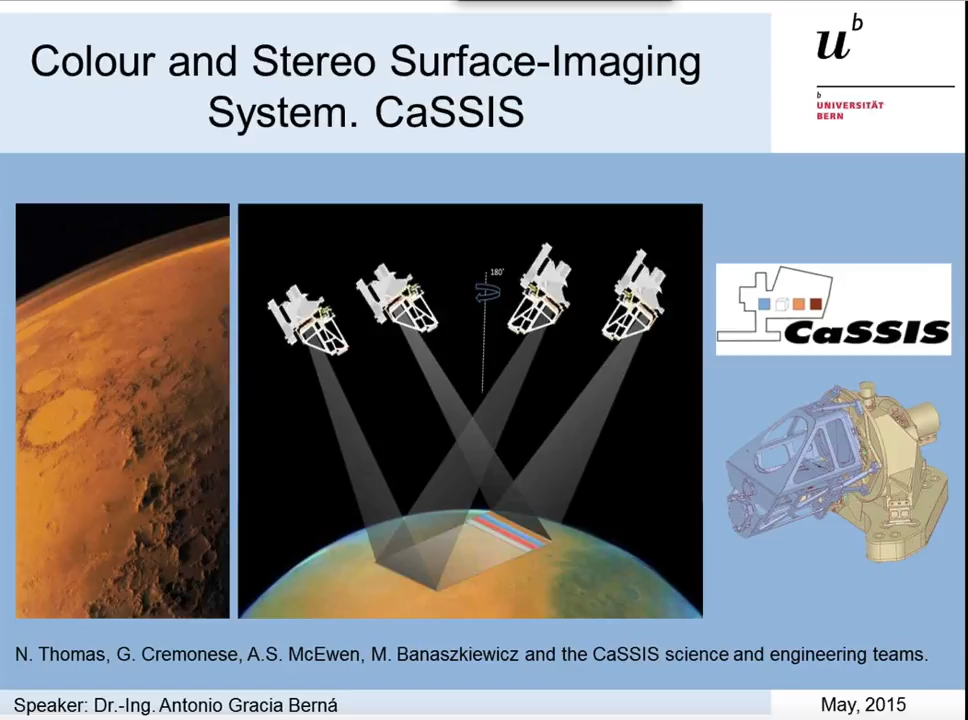 Colour and Stereo Surface-Imaging
System. CaSSIS
u^b
b
UNIVERSITÄT
BERN
180°
CaSSIS
N. Thomas, G. Cremonese, A.S. McEwen, M. Banaszkiewicz and the CaSSIS science and engineering teams.
Speaker: Dr.-Ing. Antonio Gracia Berná
May, 2015